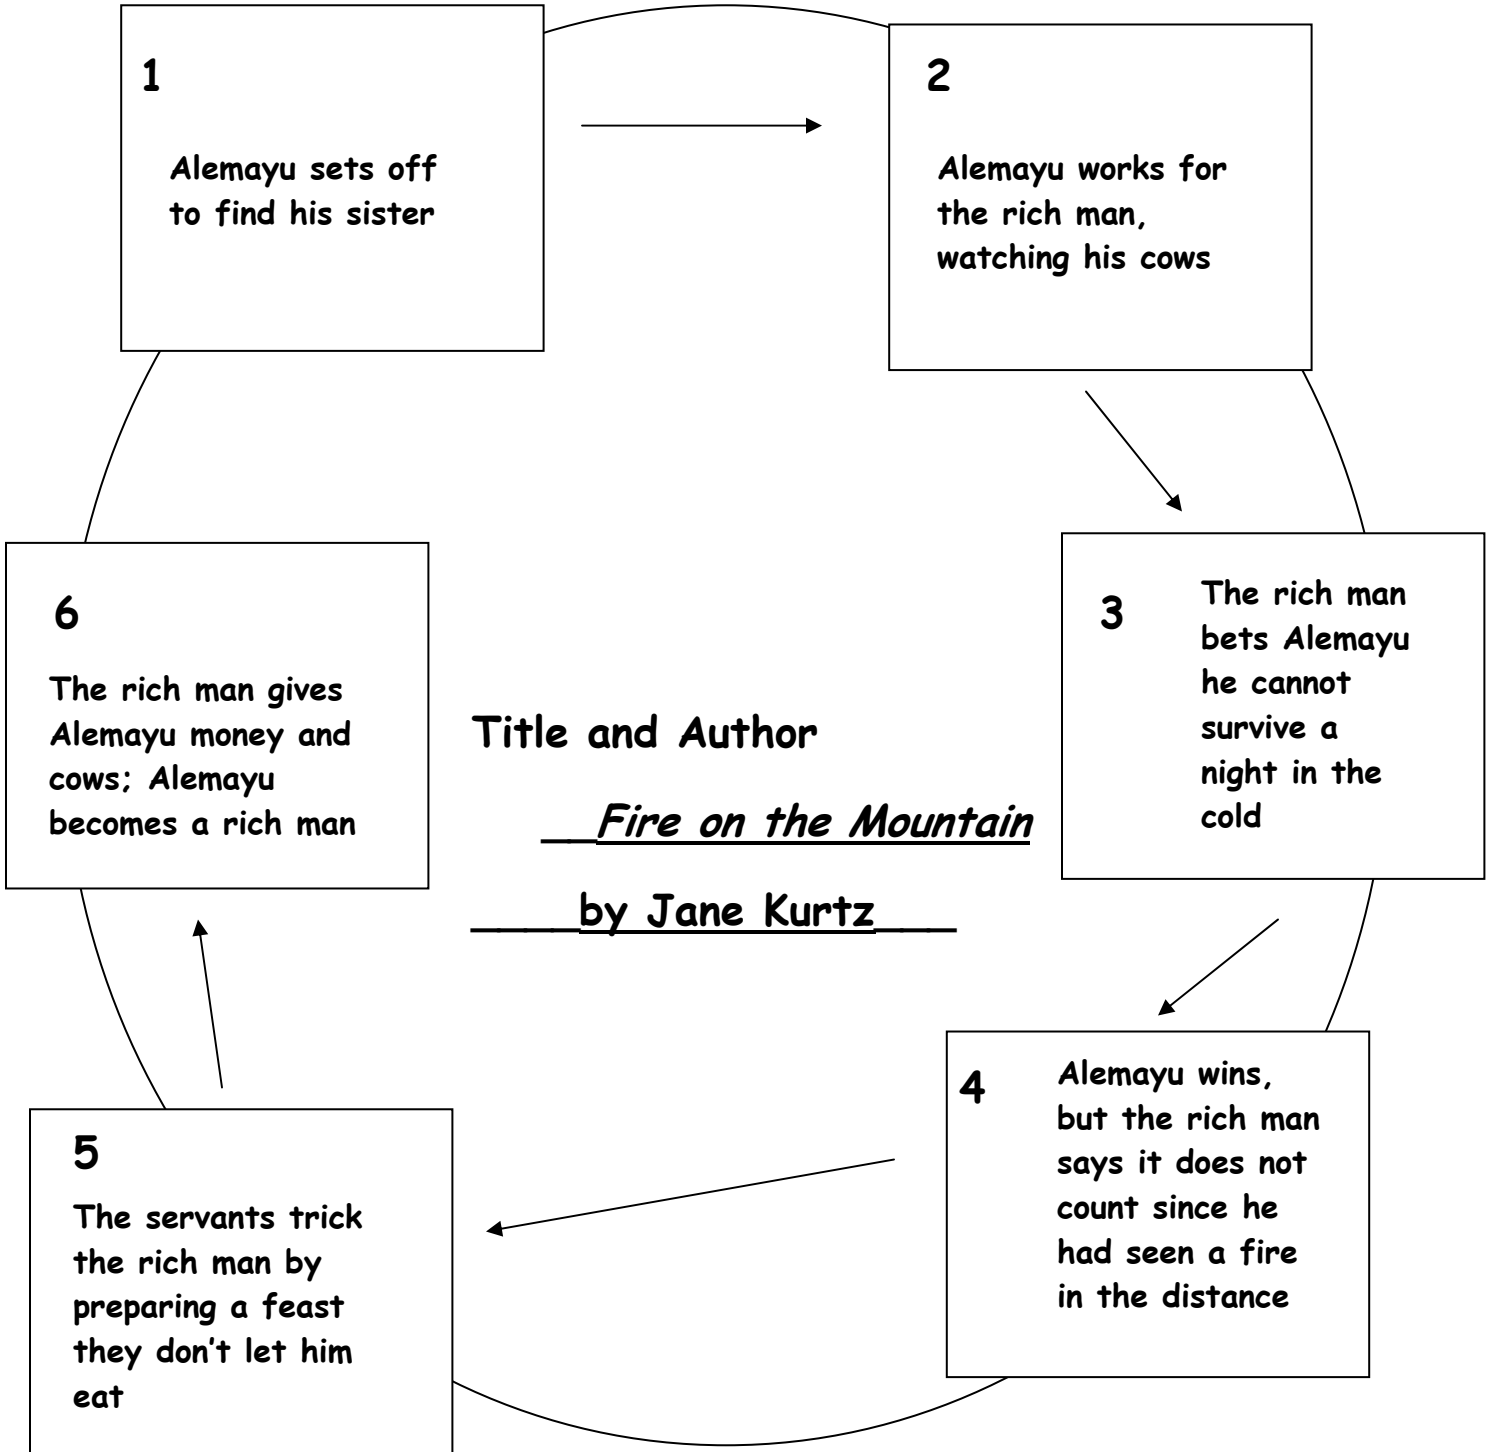 1
Alemayu sets off
to find his sister
2
Alemayu works for
the rich man,
watching his cows
3
The rich man
bets Alemayu
he cannot
survive a
night in the
cold
4
Alemayu wins,
but the rich man
says it does not
count since he
had seen a fire
in the distance
5
The servants trick
the rich man by
preparing a feast
they don't let him
eat
6
The rich man gives
Alemayu money and
cows; Alemayu
becomes a rich man
Title and Author
__Fire on the Mountain
____by Jane Kurtz___